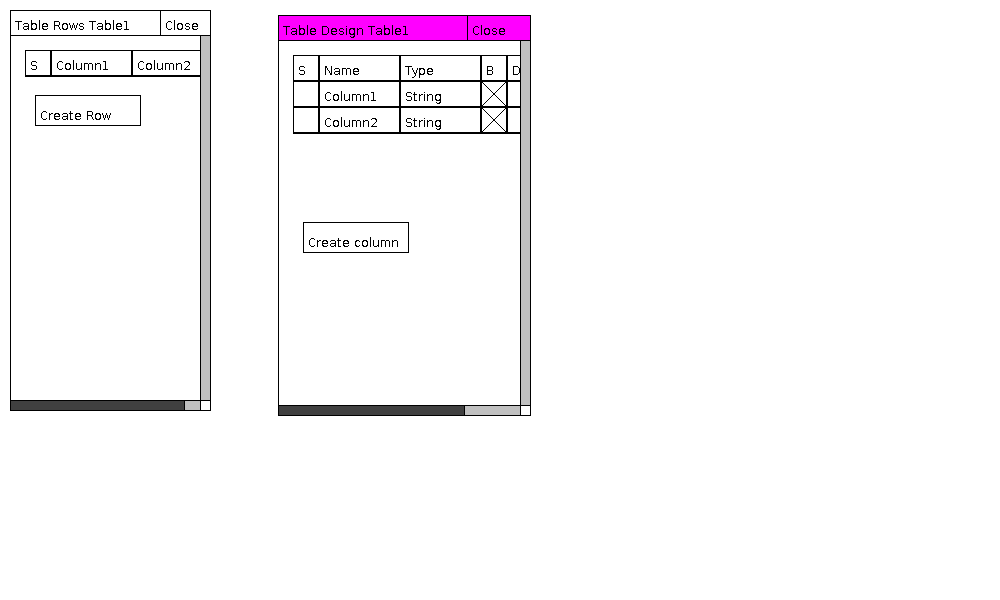 Table Rows Table1 Close
S Column1 Column2
Create Row
Table Design Table1 Close
S Name Type B D
Column1 String
Column2 String
Create column